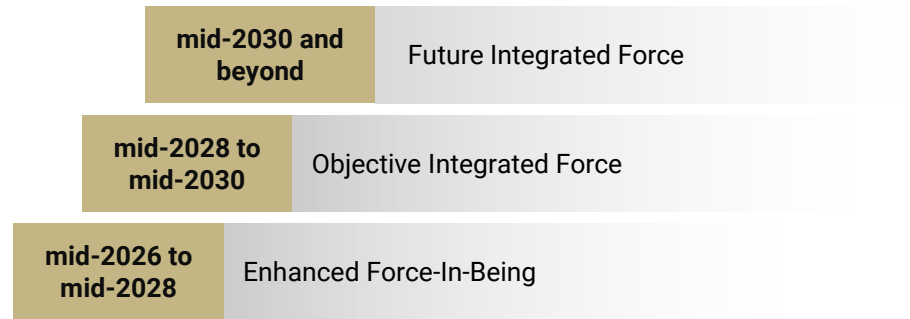 mid-2030 and
beyond
Future Integrated Force
mid-2028 to
mid-2030
Objective Integrated Force
mid-2026 to
mid-2028
Enhanced Force-In-Being